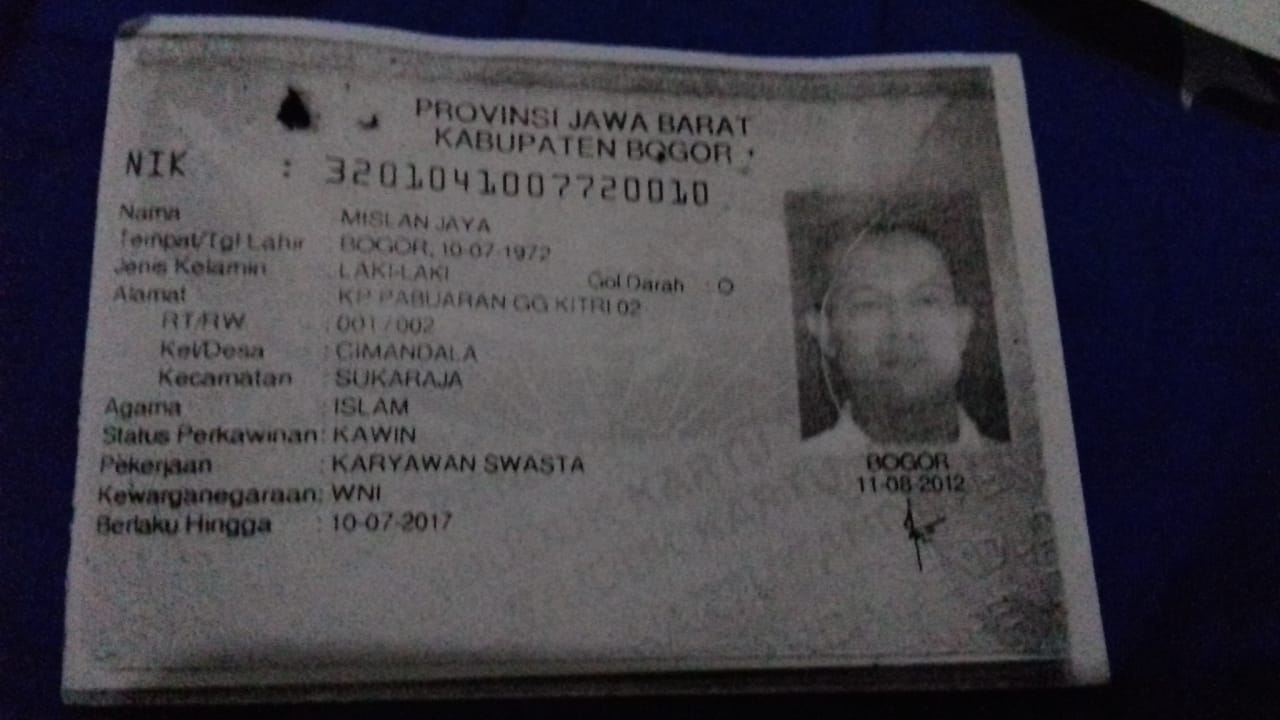 PROVINSI JAWA BARAT
KABUPATEN BOGOR
NIK : 3201041007720010
Nama : MISLAN JAYA
Tempat/Tgl Lahir : BOGOR, 10-07-1972
Jenis Kelamin : LAKI-LAKI Gol Darah : O
Alamat : KP PABUARAN GG KITRI 02
RT/RW : 001 / 002
Kel/Desa : CIMANDALA
Kecamatan : SUKARAJA
Agama : ISLAM
Status Perkawinan : KAWIN
Pekerjaan : KARYAWAN SWASTA
Kewarganegaraan : WNI
Berlaku Hingga : 10-07-2017
BOGOR
11-08-2012